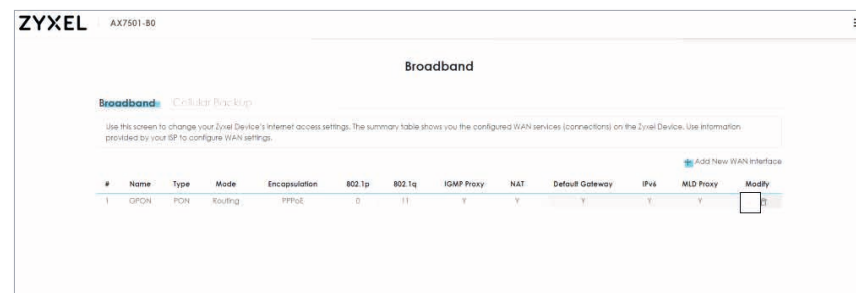 ZYXEL AX7501-B0
Broadband
Broadband Cellular Backup
Use this screen to change your Zyxel Device's internet access settings. The summary table shows you the configured WAN services (connections) on the Zyxel Device. Use information
provided by your ISP to configure WAN settings.
Add New WAN Interface
# Name Type Mode Encapsulation 802.1p 802.1q IGMP Proxy NAT Default Gateway IPv6 MLD Proxy Modify
1 GPON PON Routing PPPoE 0 11 Y Y Y Y Y